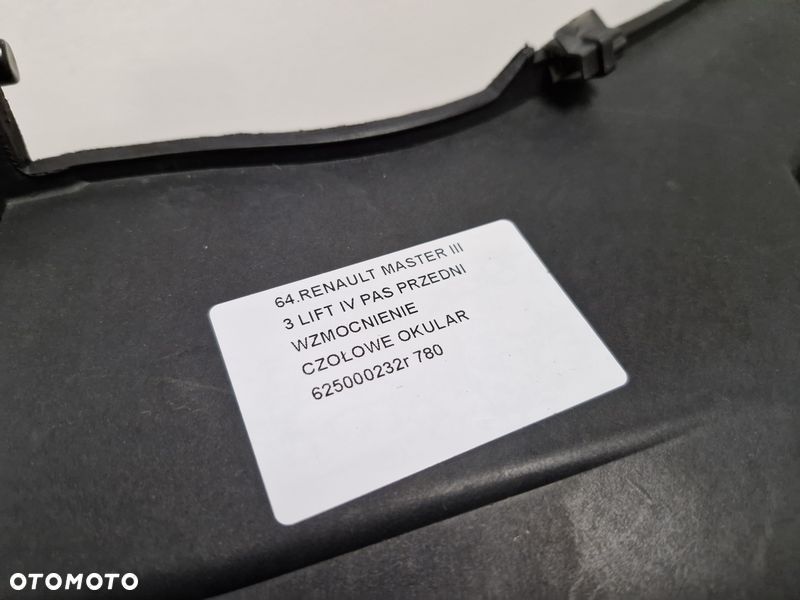 64.RENAULT MASTER III
3 LIFT IV PAS PRZEDNI
WZMOCNIENIE
CZOŁOWE OKULAR
625000232r 780
OTOMOTO